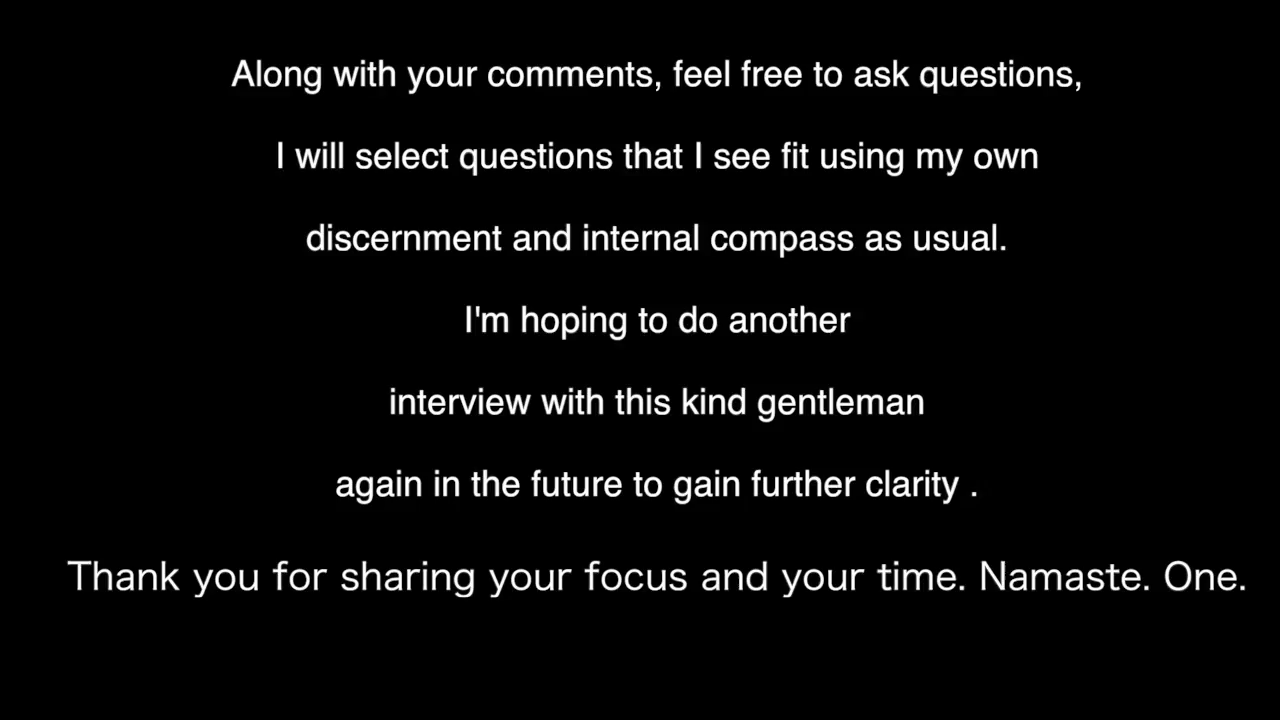 Along with your comments, feel free to ask questions,
I will select questions that I see fit using my own
discernment and internal compass as usual.
I'm hoping to do another
interview with this kind gentleman
again in the future to gain further clarity .
Thank you for sharing your focus and your time. Namaste. One.